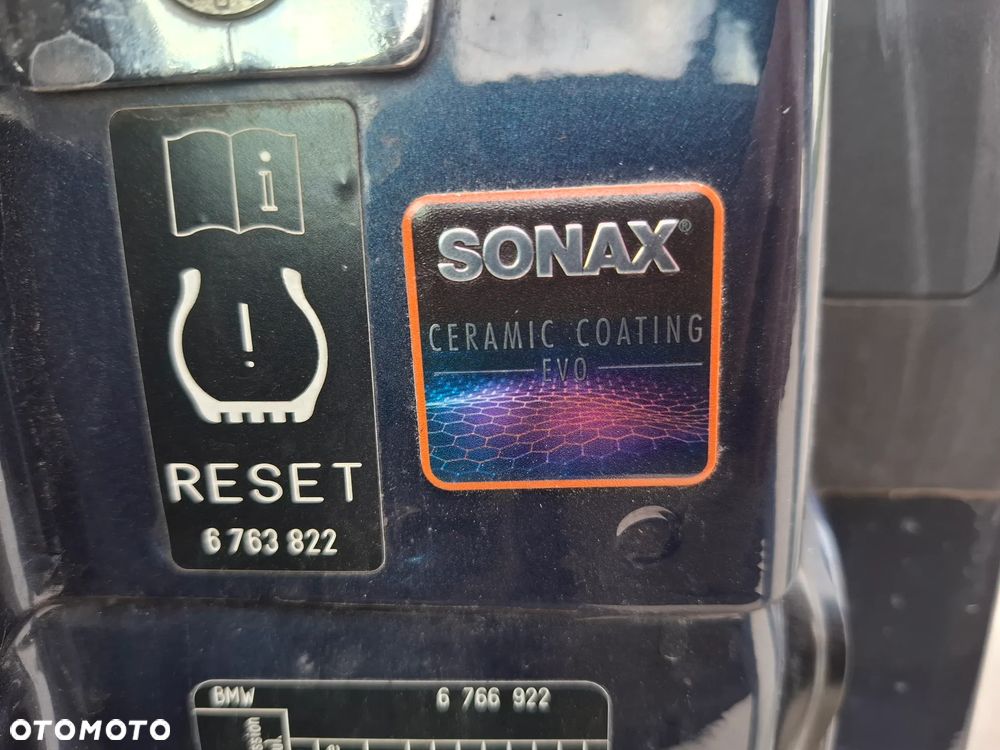 i
!
RESET
6 763 822
SONAX®
CERAMIC COATING
EVO
BMW 6 766 922
OTOMOTO